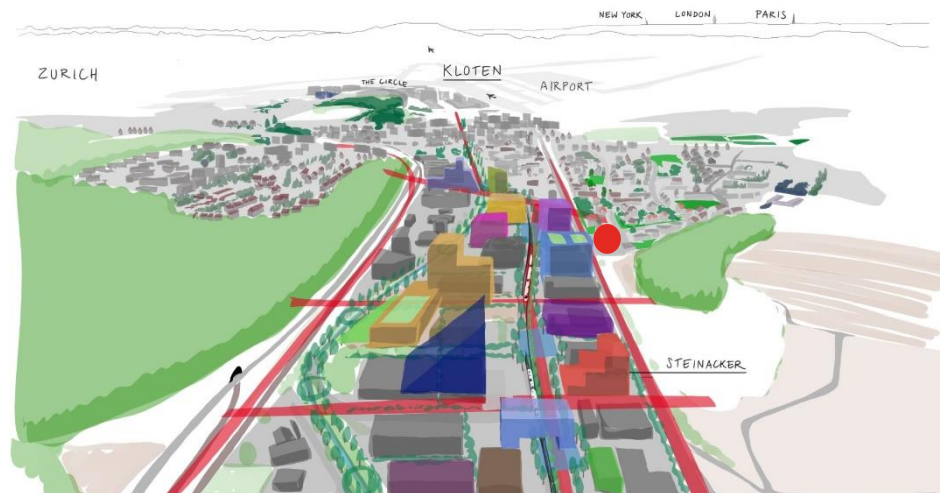 NEW YORK LONDON PARIS
ZURICH
KLOTEN
THE CIRCLE
AIRPORT
STEINACKER